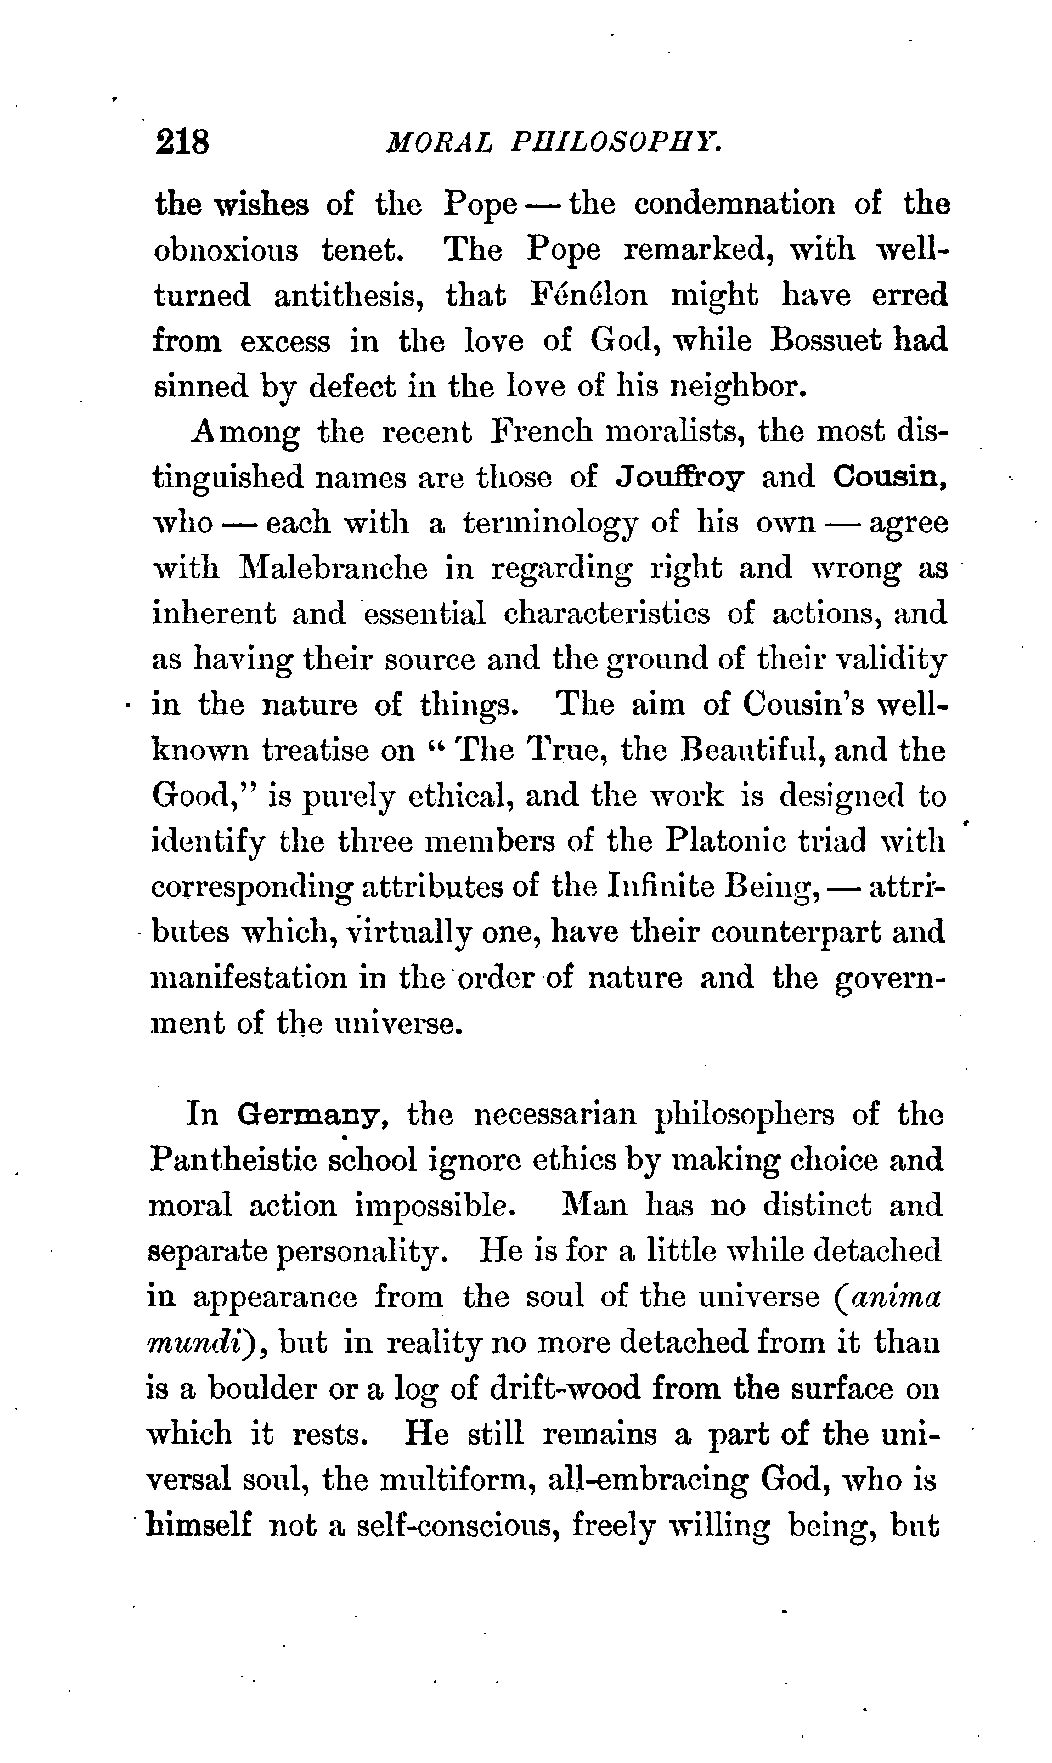 218 MORAL PHILOSOPHY.
the wishes of the Pope — the condemnation of the
obnoxious tenet. The Pope remarked, with well-
turned antithesis, that Fénélon might have erred
from excess in the love of God, while Bossuet had
sinned by defect in the love of his neighbor.
Among the recent French moralists, the most dis-
tinguished names are those of Jouffroy and Cousin,
who — each with a terminology of his own — agree
with Malebranche in regarding right and wrong as
inherent and essential characteristics of actions, and
as having their source and the ground of their validity
in the nature of things. The aim of Cousin's well-
known treatise on “ The True, the Beautiful, and the
Good,” is purely ethical, and the work is designed to
identify the three members of the Platonic triad with
corresponding attributes of the Infinite Being, — attri-
butes which, virtually one, have their counterpart and
manifestation in the order of nature and the govern-
ment of the universe.
In Germany, the necessarian philosophers of the
Pantheistic school ignore ethics by making choice and
moral action impossible. Man has no distinct and
separate personality. He is for a little while detached
in appearance from the soul of the universe (anima
mundi), but in reality no more detached from it than
is a boulder or a log of drift-wood from the surface on
which it rests. He still remains a part of the uni-
versal soul, the multiform, all-embracing God, who is
himself not a self-conscious, freely willing being, but